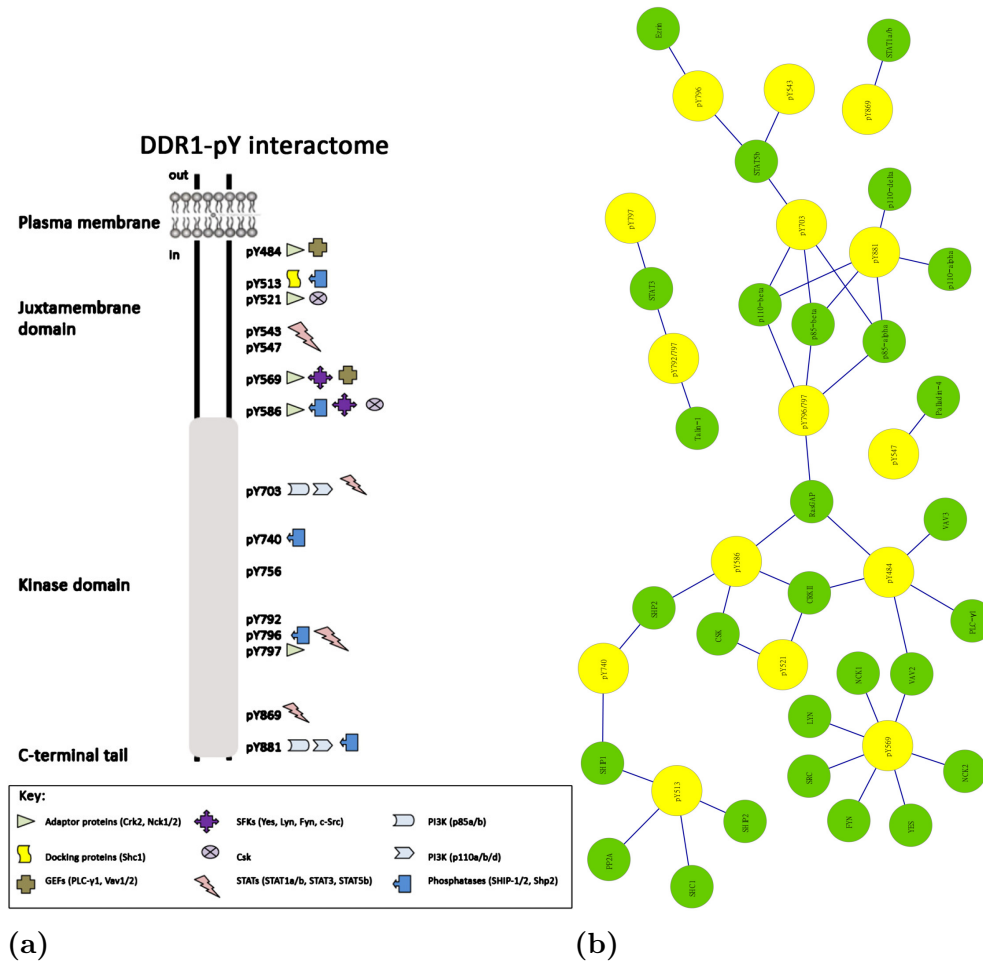 DDR1-pY interactome
out
Plasma membrane
in
pY484
pY513
Juxtamembrane
domain
pY521
pY543
pY547
pY569
pY586
pY703
pY740
Kinase domain
pY756
pY792
pY796
pY797
pY869
pY881
C-terminal tail
Key:
Adaptor proteins (Crk2, Nck1/2)
SFKs (Yes, Lyn, Fyn, c-Src)
PI3K (p85a/b)
Docking proteins (Shc1)
Csk
PI3K (p110a/b/d)
GEFs (PLC-γ1, Vav1/2)
STATs (STAT1a/b, STAT3, STAT5b)
Phosphatases (SHIP-1/2, Shp2)
(a)
Ezrin
STAT1a/b
pY796
pY543
pY869
STAT5b
p110-delta
pY797
pY703
pY881
p110-alpha
STAT3
p110-beta
p85-beta
p85-alpha
pY792/797
pY796/797
Palladin-4
Talin-1
pY547
RasGAP
VAV3
pY586
pY484
CRKII
SHP2
CSK
PLC-γ1
pY740
pY521
NCK1
VAV2
LYN
pY569
SHIP1
SRC
NCK2
pY513
SHIP2
FYN
YES
PP2A
SHC1
(b)